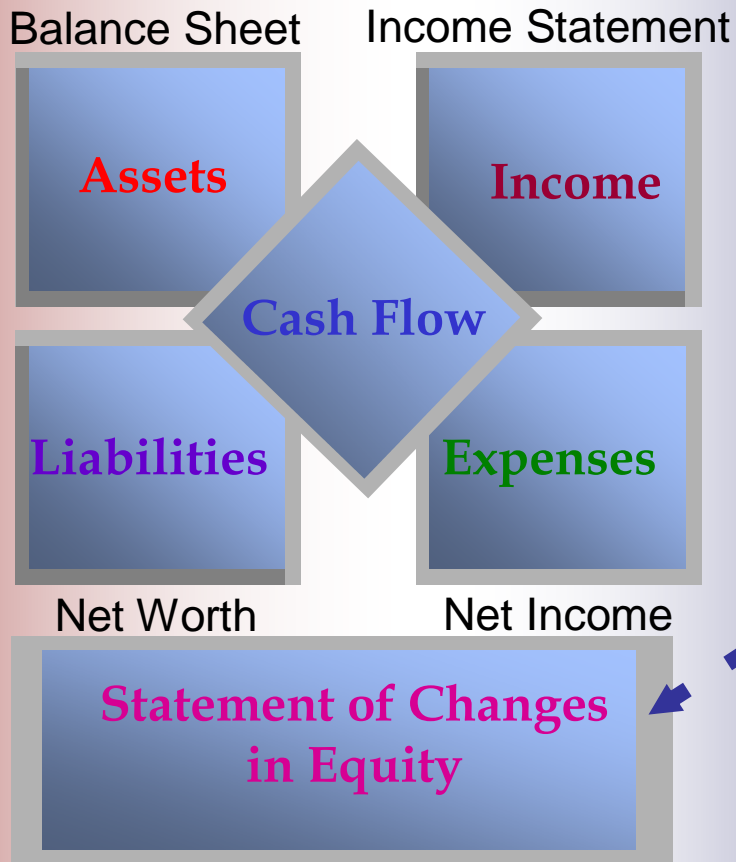 Balance Sheet
Income Statement
Assets
Income
Cash Flow
Liabilities
Expenses
Net Worth
Net Income
Statement of Changes
in Equity